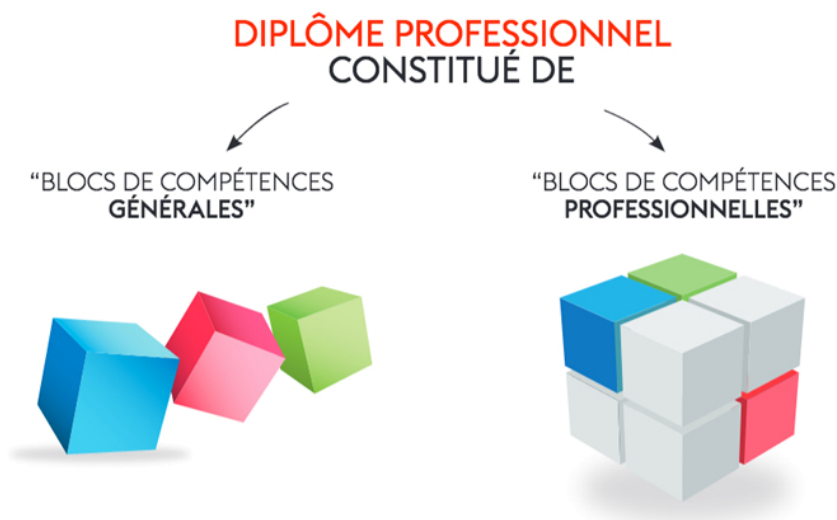 DIPLÔME PROFESSIONNEL
CONSTITUÉ DE
“BLOCS DE COMPÉTENCES
GÉNÉRALES”
“BLOCS DE COMPÉTENCES
PROFESSIONNELLES”